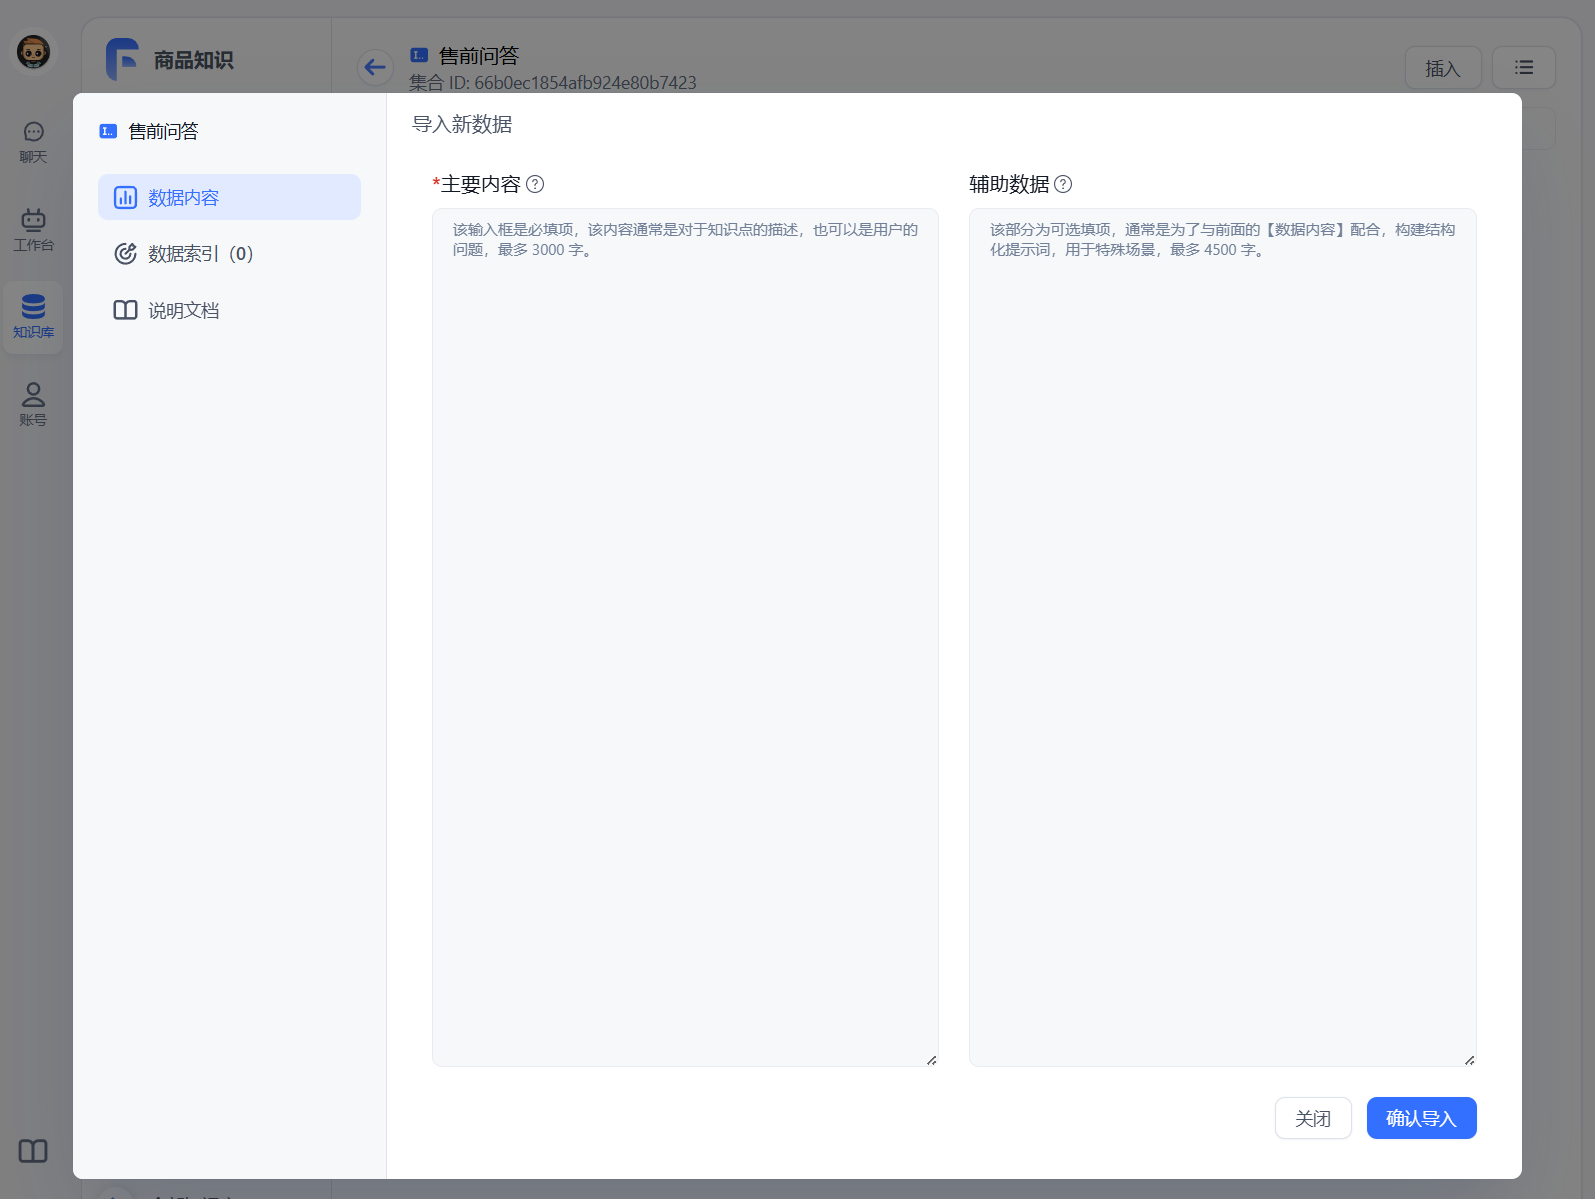 聊天
工作台
知识库
账号
商品知识
I..
售前问答
集合 ID: 66b0ec1854afb924e80b7423
插入
I..
售前问答
数据内容
数据索引（0）
说明文档
导入新数据
*主要内容
该输入框是必填项，该内容通常是对于知识点的描述，也可以是用户的
问题，最多 3000 字。
辅助数据
该部分为可选填项，通常是为了与前面的【数据内容】配合，构建结构
化提示词，用于特殊场景，最多 4500 字。
关闭
确认导入